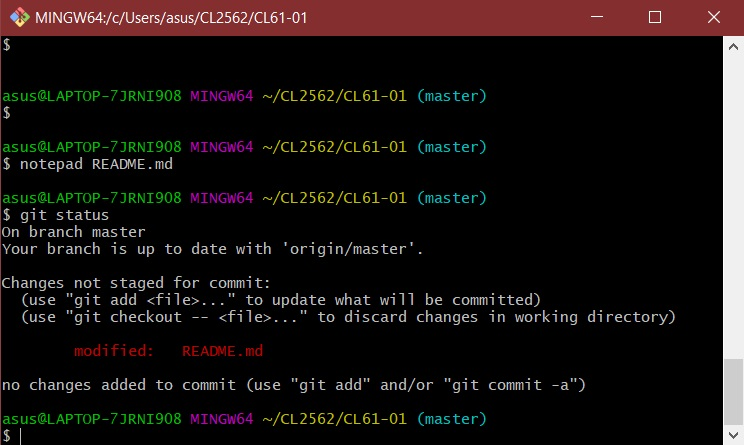 MINGW64:/c/Users/asus/CL2562/CL61-01
$
asus@LAPTOP-7JRNI908 MINGW64 ~/CL2562/CL61-01 (master)
$
asus@LAPTOP-7JRNI908 MINGW64 ~/CL2562/CL61-01 (master)
$ notepad README.md
asus@LAPTOP-7JRNI908 MINGW64 ~/CL2562/CL61-01 (master)
$ git status
On branch master
Your branch is up to date with 'origin/master'.
Changes not staged for commit:
  (use "git add <file>..." to update what will be committed)
  (use "git checkout -- <file>..." to discard changes in working directory)
        modified:   README.md
no changes added to commit (use "git add" and/or "git commit -a")
asus@LAPTOP-7JRNI908 MINGW64 ~/CL2562/CL61-01 (master)
$